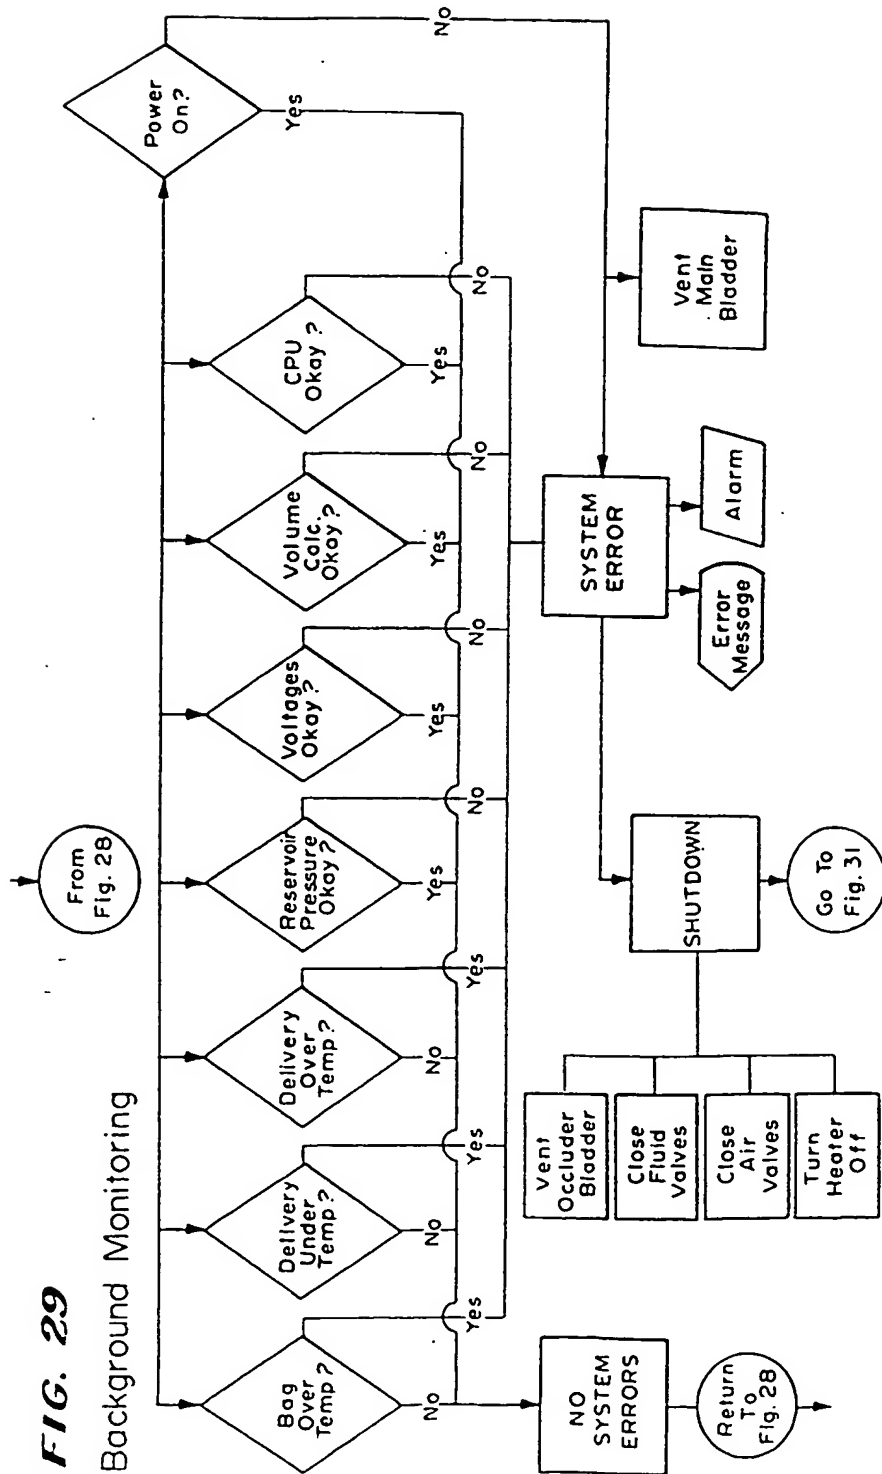 FIG. 29
Background Monitoring
From
Fig. 28
Bag
Over
Temp?
Delivery
Under
Temp?
Delivery
Over
Temp?
Reservoir
Pressure
Okay?
Voltages
Okay?
Volume
Calc.
Okay?
CPU
Okay?
Power
On?
No
Yes
No
Yes
No
Yes
Yes
No
Yes
No
Yes
No
Yes
No
Yes
No
NO
SYSTEM
ERRORS
Return
To
Fig. 28
SYSTEM
ERROR
Error
Message
Alarm
Vent
Main
Bladder
SHUTDOWN
Go To
Fig. 31
Vent
Occluder
Bladder
Close
Fluid
Valves
Close
Air
Valves
Turn
Heater
Off